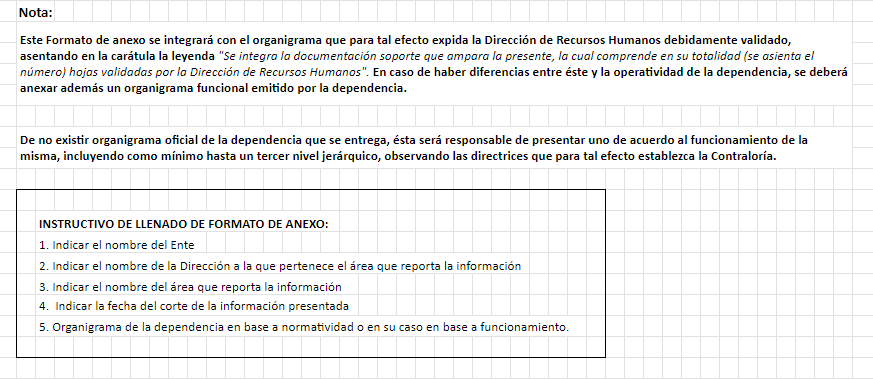 Nota:
Este Formato de anexo se integrará con el organigrama que para tal efecto expida la Dirección de Recursos Humanos debidamente validado,
asentando en la carátula la leyenda "Se integra la documentación soporte que ampara la presente, la cual comprende en su totalidad (se asienta el
número) hojas validadas por la Dirección de Recursos Humanos". En caso de haber diferencias entre éste y la operatividad de la dependencia, se deberá
anexar además un organigrama funcional emitido por la dependencia.
De no existir organigrama oficial de la dependencia que se entrega, ésta será responsable de presentar uno de acuerdo al funcionamiento de la
misma, incluyendo como mínimo hasta un tercer nivel jerárquico, observando las directrices que para tal efecto establezca la Contraloría.
INSTRUCTIVO DE LLENADO DE FORMATO DE ANEXO:
1. Indicar el nombre del Ente
2. Indicar el nombre de la Dirección a la que pertenece el área que reporta la información
3. Indicar el nombre del área que reporta la información
4. Indicar la fecha del corte de la información presentada
5. Organigrama de la dependencia en base a normatividad o en su caso en base a funcionamiento.